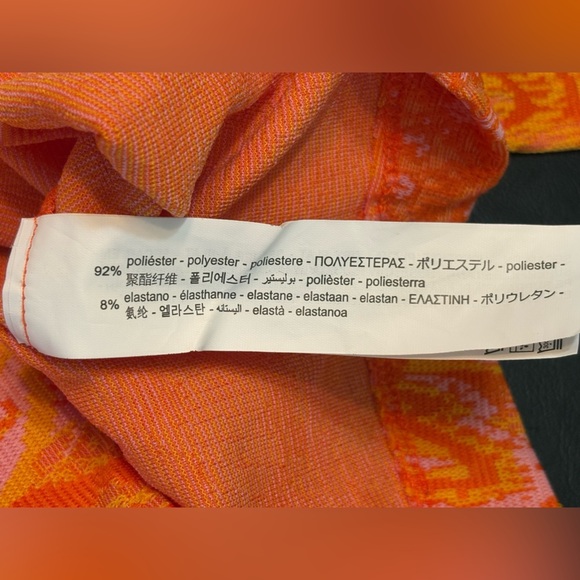 92% poliéster - polyester - poliestere - ΠΟΛΥΕΣΤΕΡΑΣ - ポリエステル - poliester -
聚酯纤维 - 폴리에스터 - بوليستير - polièster - poliesterra
8% elastano - élasthanne - elastane - elastaan - elastan - ΕΛΑΣΤΙΝΗ - ポリウレタン -
氨纶 - 엘라스탄 - اليستانه - elastà - elastanoa